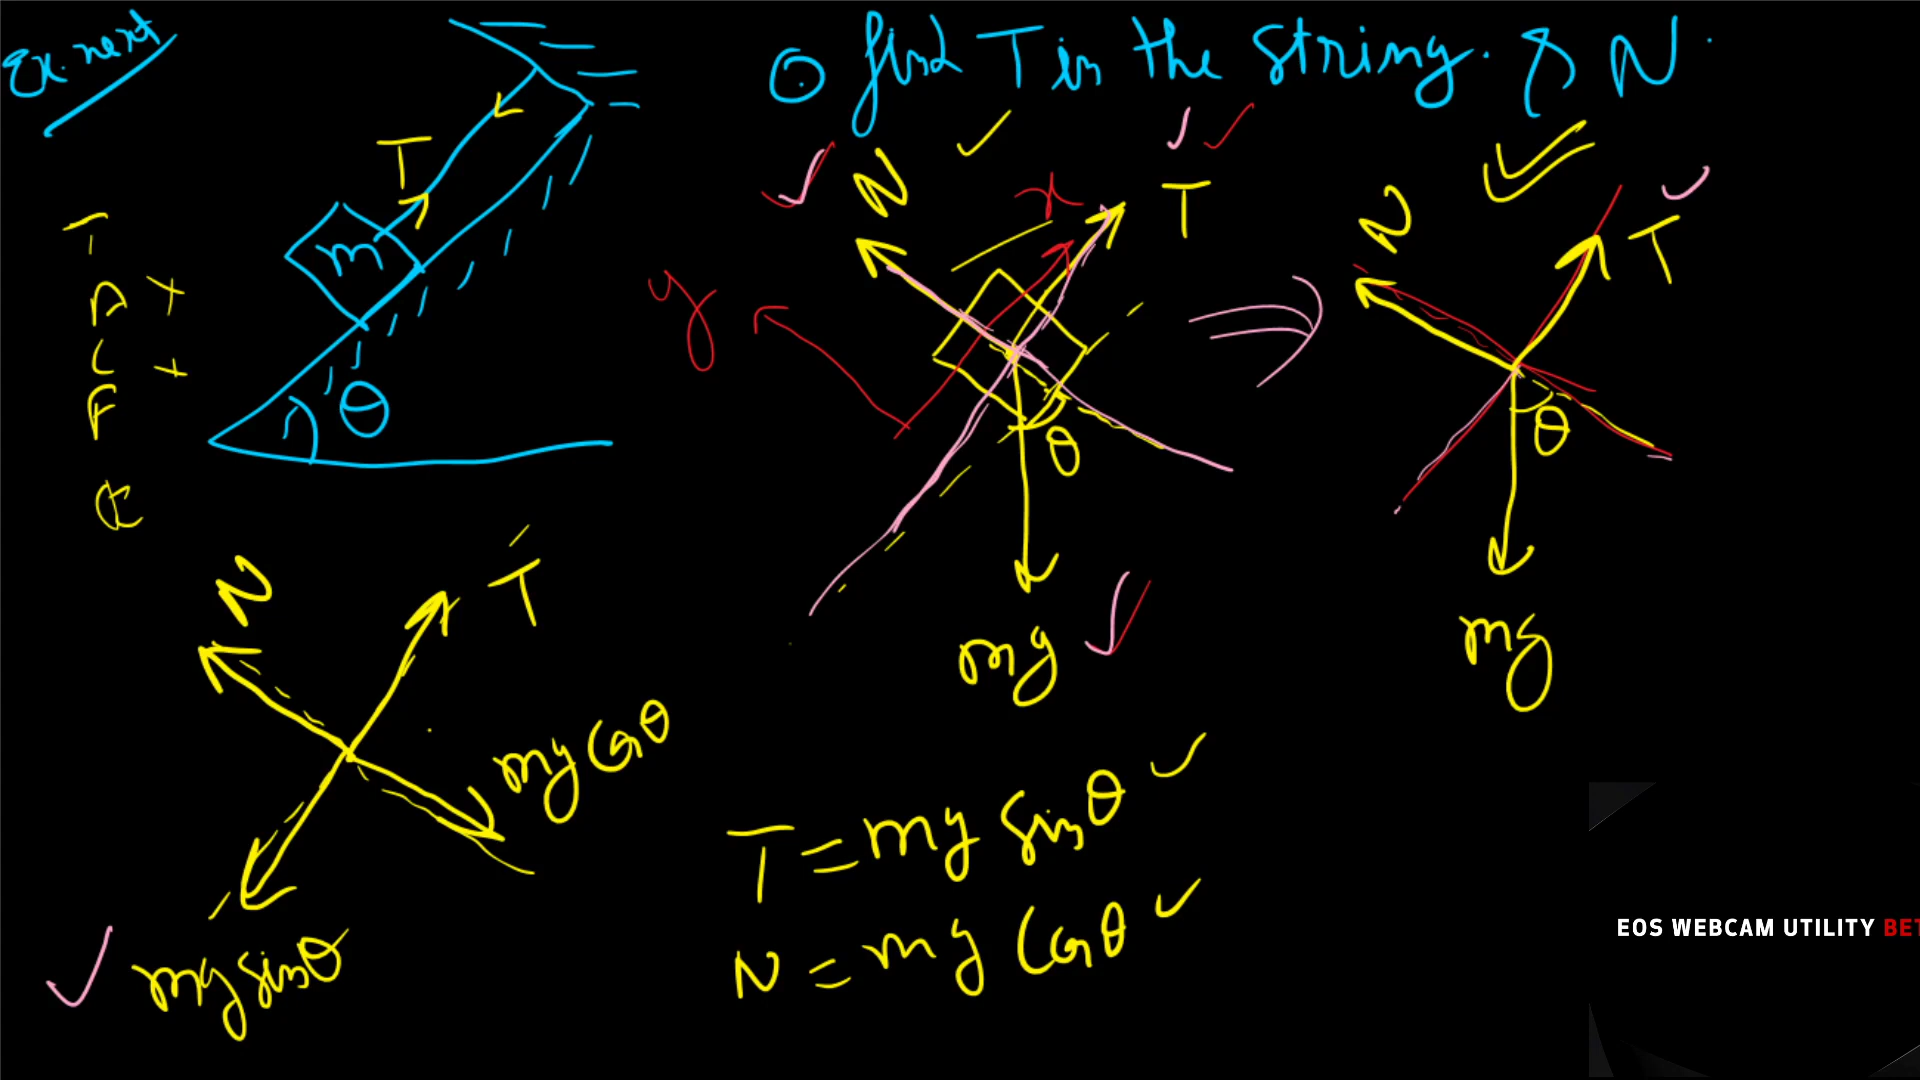 Ex. next
⊙ find T in the string. & N.
T
m
θ
T
A ×
C ×
F
N
T
x
y
θ
mg
N
T
θ
mg
N
T
mg cosθ
mg sinθ
T = mg sinθ
N = mg cosθ
EOS WEBCAM UTILITY BET